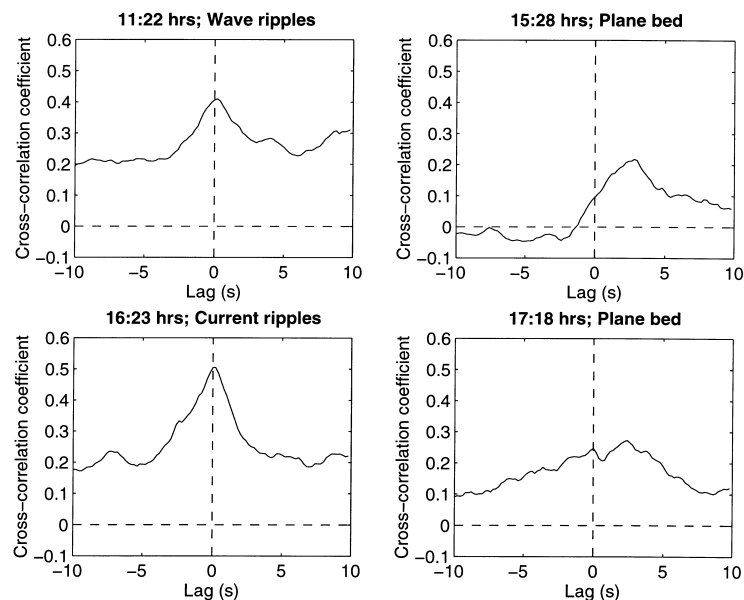 11:22 hrs; Wave ripples
Cross−correlation coefficient
0.6
0.5
0.4
0.3
0.2
0.1
0
−0.1
−10 −5 0 5 10
Lag (s)
15:28 hrs; Plane bed
Cross−correlation coefficient
0.6
0.5
0.4
0.3
0.2
0.1
0
−0.1
−10 −5 0 5 10
Lag (s)
16:23 hrs; Current ripples
Cross−correlation coefficient
0.6
0.5
0.4
0.3
0.2
0.1
0
−0.1
−10 −5 0 5 10
Lag (s)
17:18 hrs; Plane bed
Cross−correlation coefficient
0.6
0.5
0.4
0.3
0.2
0.1
0
−0.1
−10 −5 0 5 10
Lag (s)